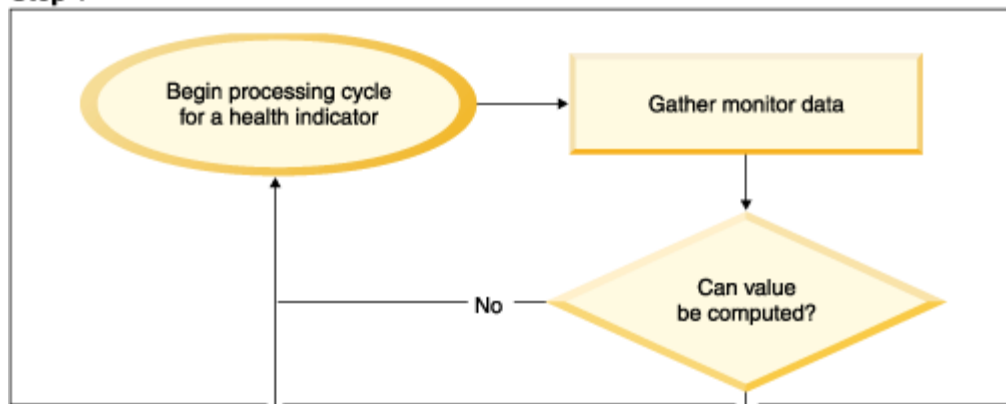 Begin processing cycle
for a health indicator
Gather monitor data
Can value
be computed?
No